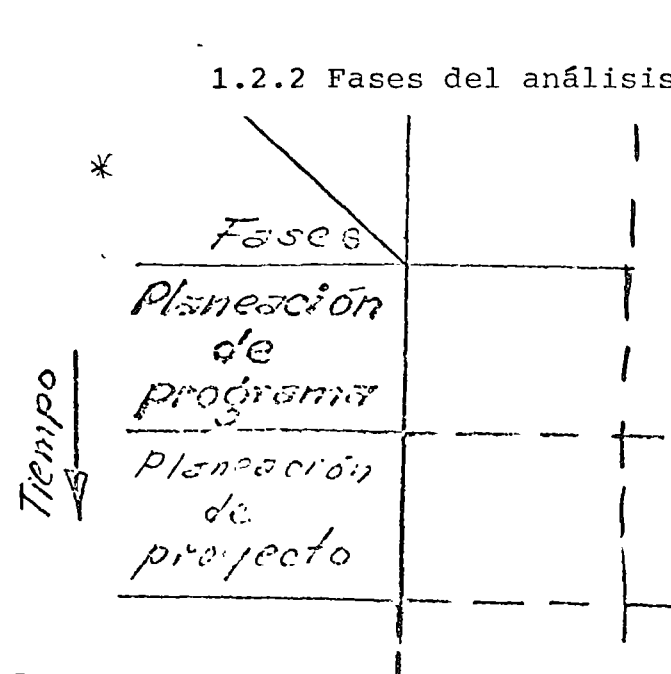 1.2.2 Fases del análisis
*
Fases
Planeación
de
programa
Tiempo
Planeación
de
proyecto